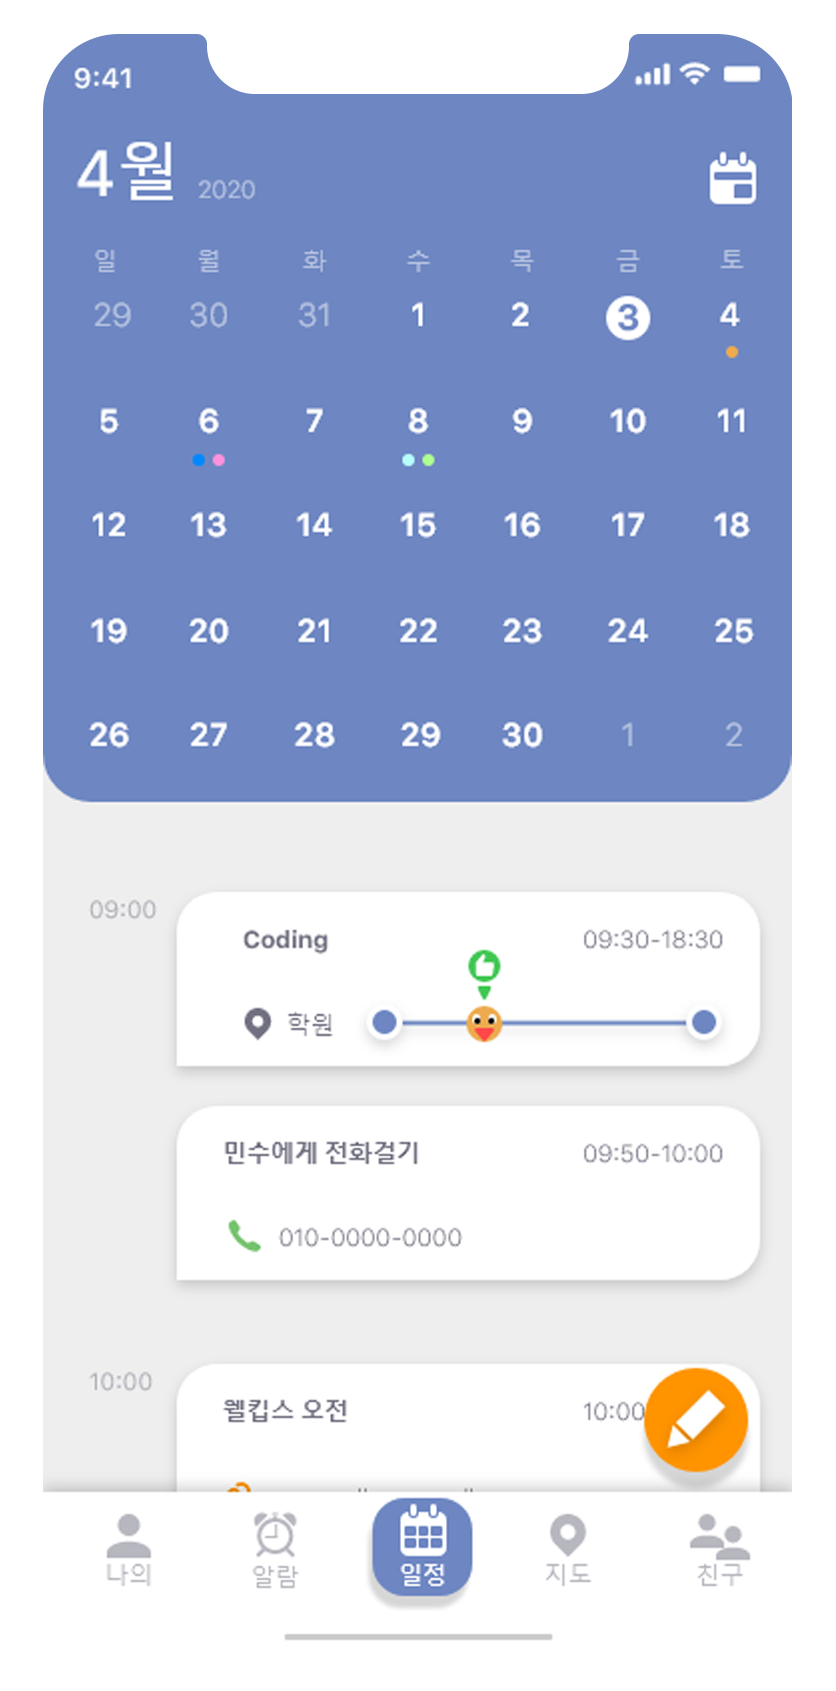 9:41
4월 2020
일 월 화 수 목 금 토
29 30 31 1 2 3 4
5 6 7 8 9 10 11
12 13 14 15 16 17 18
19 20 21 22 23 24 25
26 27 28 29 30 1 2
09:00
Coding 09:30-18:30
학원
민수에게 전화걸기 09:50-10:00
010-0000-0000
10:00
웰킵스 오전 10:00
나의 알람 일정 지도 친구